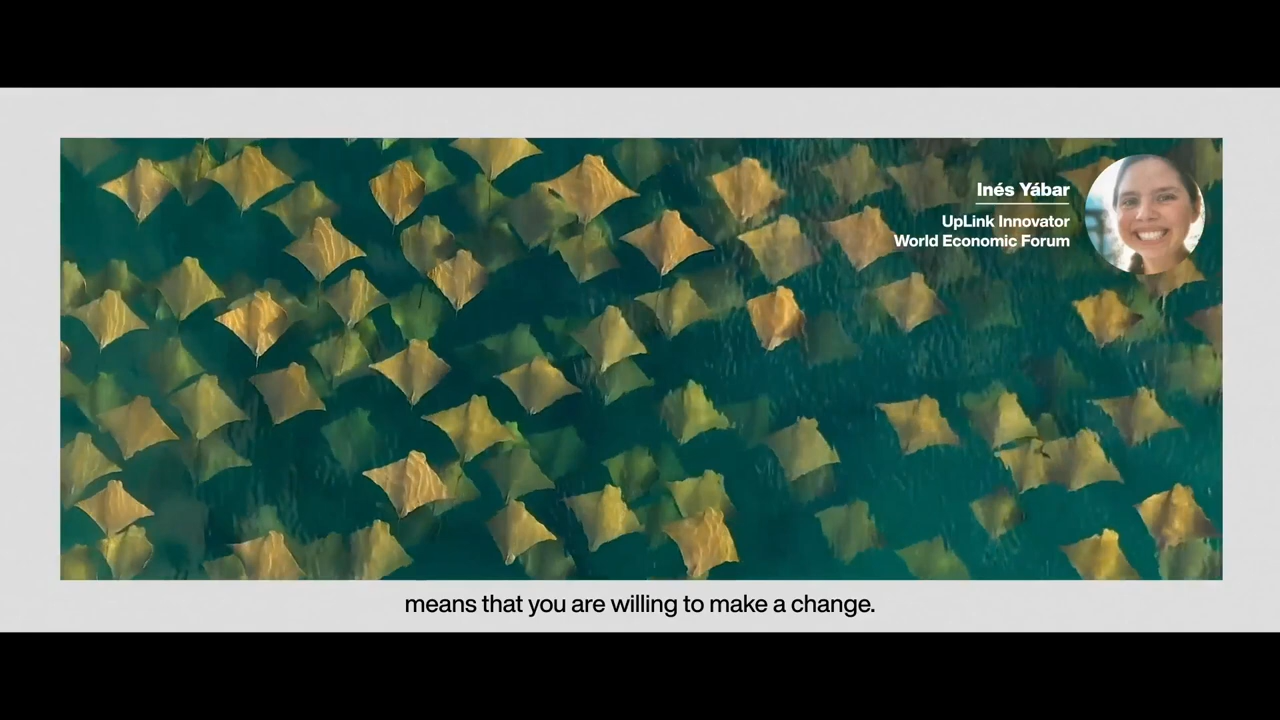 Inés Yábar
UpLink Innovator
World Economic Forum
means that you are willing to make a change.